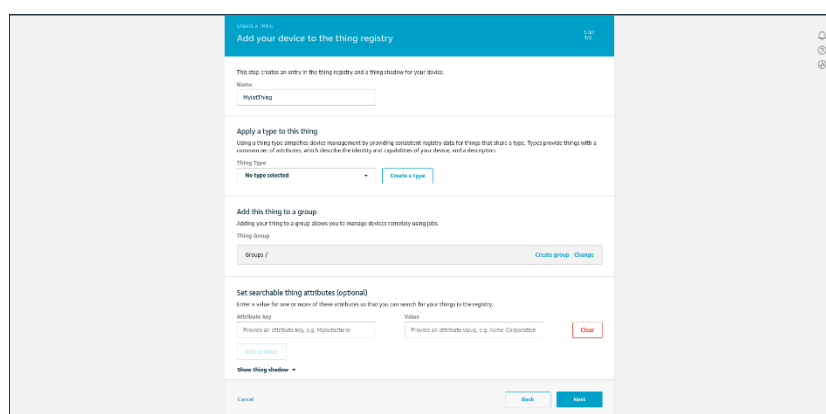 CREATE A THING
Add your device to the thing registry
STEP
1/3
This step creates an entry in the thing registry and a thing shadow for your device.
Name
MyIotThing
Apply a type to this thing
Using a thing type simplifies device management by providing consistent registry data for things that share a type. Types provide things with a
common set of attributes, which describe the identity and capabilities of your device, and a description.
Thing Type
No type selected
Create a type
Add this thing to a group
Adding your thing to a group allows you to manage devices remotely using jobs.
Thing Group
Groups /
Create group Change
Set searchable thing attributes (optional)
Enter a value for one or more of these attributes so that you can search for your things in the registry.
Attribute key
Value
Provide an attribute key, e.g. Manufacturer
Provide an attribute value, e.g. Acme-Corporation
Clear
Add another
Show thing shadow
Cancel
Back
Next